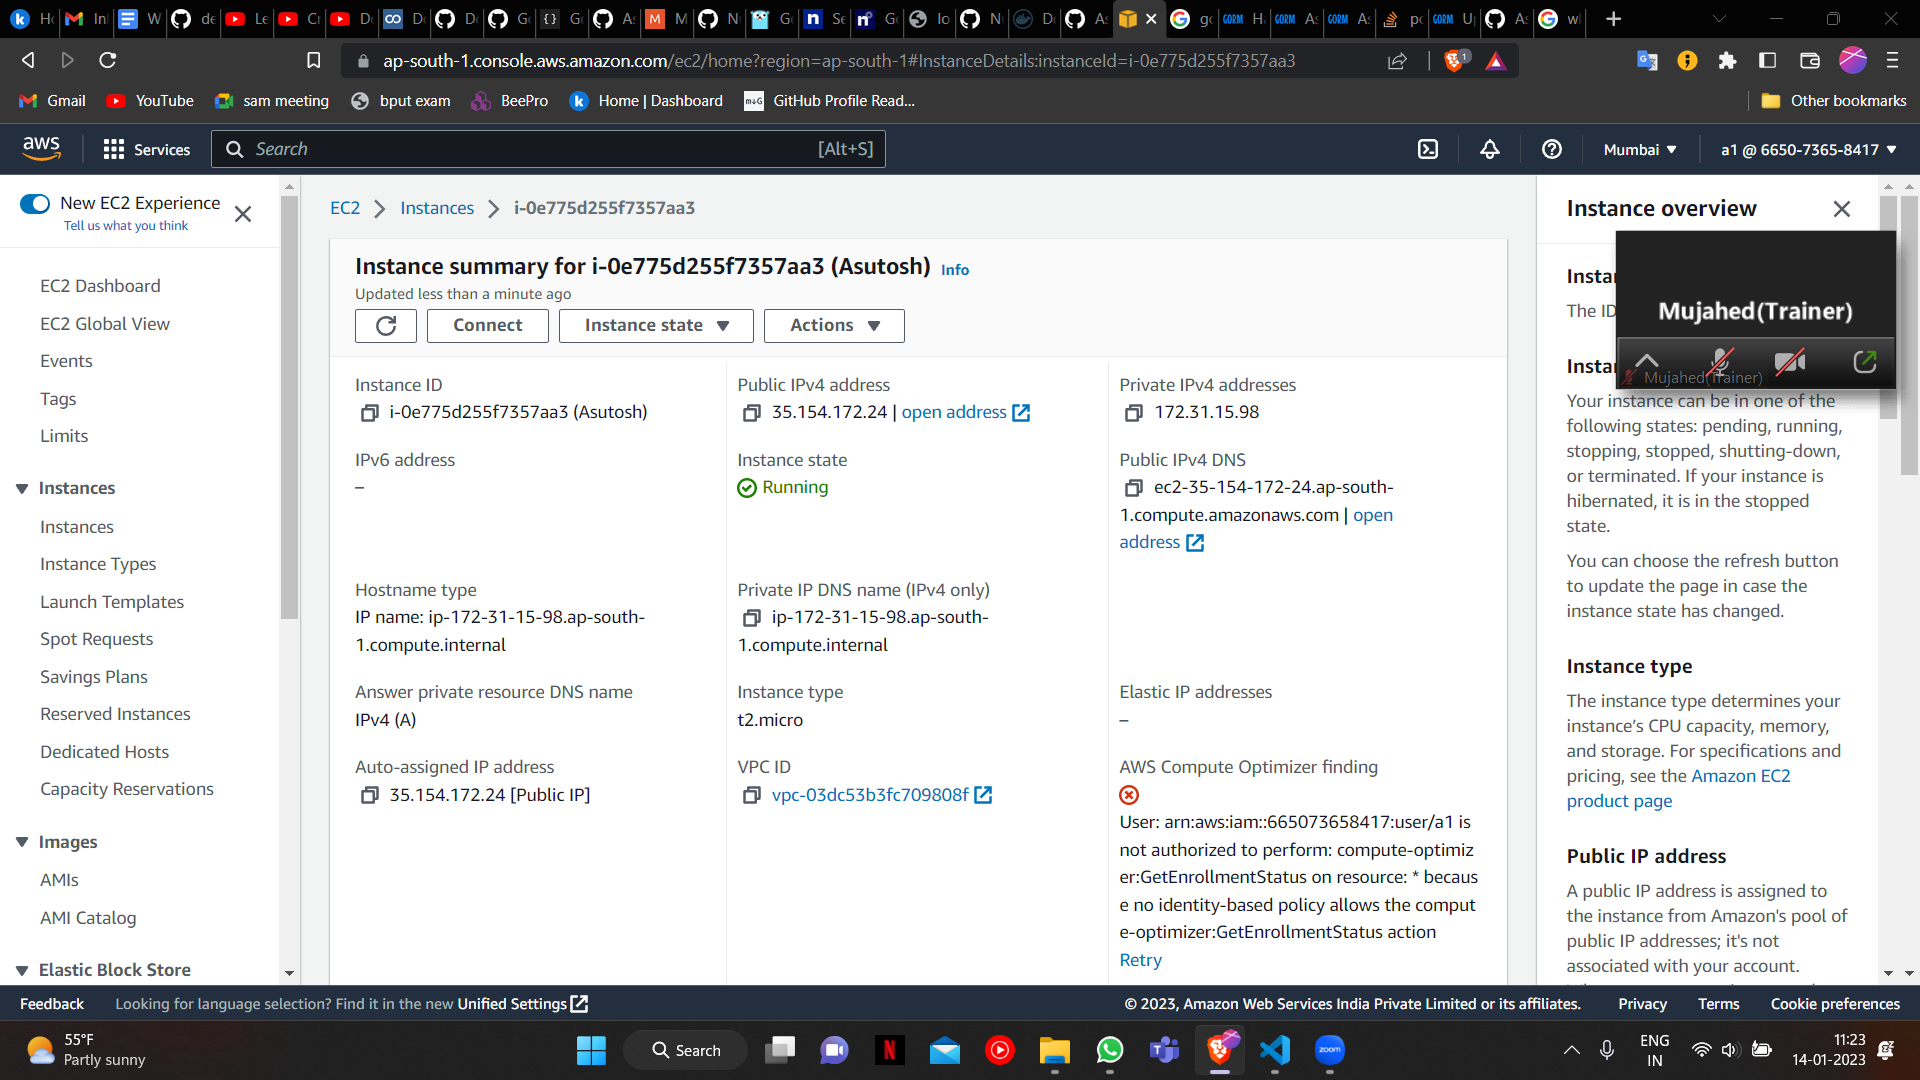 ap-south-1.console.aws.amazon.com/ec2/home?region=ap-south-1#InstanceDetails:instanceId=i-0e775d255f7357aa3
1
Gmail
YouTube
sam meeting
bput exam
BeePro
Home | Dashboard
GitHub Profile Read...
Other bookmarks
aws
Services
Search
[Alt+S]
Mumbai
a1 @ 6650-7365-8417
New EC2 Experience
Tell us what you think
EC2 Dashboard
EC2 Global View
Events
Tags
Limits
Instances
Instances
Instance Types
Launch Templates
Spot Requests
Savings Plans
Reserved Instances
Dedicated Hosts
Capacity Reservations
Images
AMIs
AMI Catalog
Elastic Block Store
EC2
Instances
i-0e775d255f7357aa3
Instance summary for i-0e775d255f7357aa3 (Asutosh) Info
Updated less than a minute ago
Connect
Instance state
Actions
Instance ID
i-0e775d255f7357aa3 (Asutosh)
Public IPv4 address
35.154.172.24 | open address
Private IPv4 addresses
172.31.15.98
IPv6 address
–
Instance state
Running
Public IPv4 DNS
ec2-35-154-172-24.ap-south-
1.compute.amazonaws.com | open
address
Hostname type
IP name: ip-172-31-15-98.ap-south-
1.compute.internal
Private IP DNS name (IPv4 only)
ip-172-31-15-98.ap-south-
1.compute.internal
Answer private resource DNS name
IPv4 (A)
Instance type
t2.micro
Elastic IP addresses
–
Auto-assigned IP address
35.154.172.24 [Public IP]
VPC ID
vpc-03dc53b3fc709808f
AWS Compute Optimizer finding
User: arn:aws:iam::665073658417:user/a1 is
not authorized to perform: compute-optimiz
er:GetEnrollmentStatus on resource: * becaus
e no identity-based policy allows the comput
e-optimizer:GetEnrollmentStatus action
Retry
Instance overview
Mujahed(Trainer)
Mujahed(Trainer)
The ID
Your instance can be in one of the
following states: pending, running,
stopping, stopped, shutting-down,
or terminated. If your instance is
hibernated, it is in the stopped
state.
You can choose the refresh button
to update the page in case the
instance state has changed.
Instance type
The instance type determines your
instance's CPU capacity, memory,
and storage. For specifications and
pricing, see the Amazon EC2
product page
Public IP address
A public IP address is assigned to
the instance from Amazon's pool of
public IP addresses; it's not
associated with your account.
Feedback
Looking for language selection? Find it in the new Unified Settings
© 2023, Amazon Web Services India Private Limited or its affiliates.
Privacy
Terms
Cookie preferences
55°F
Partly sunny
Search
zoom
ENG
IN
11:23
14-01-2023